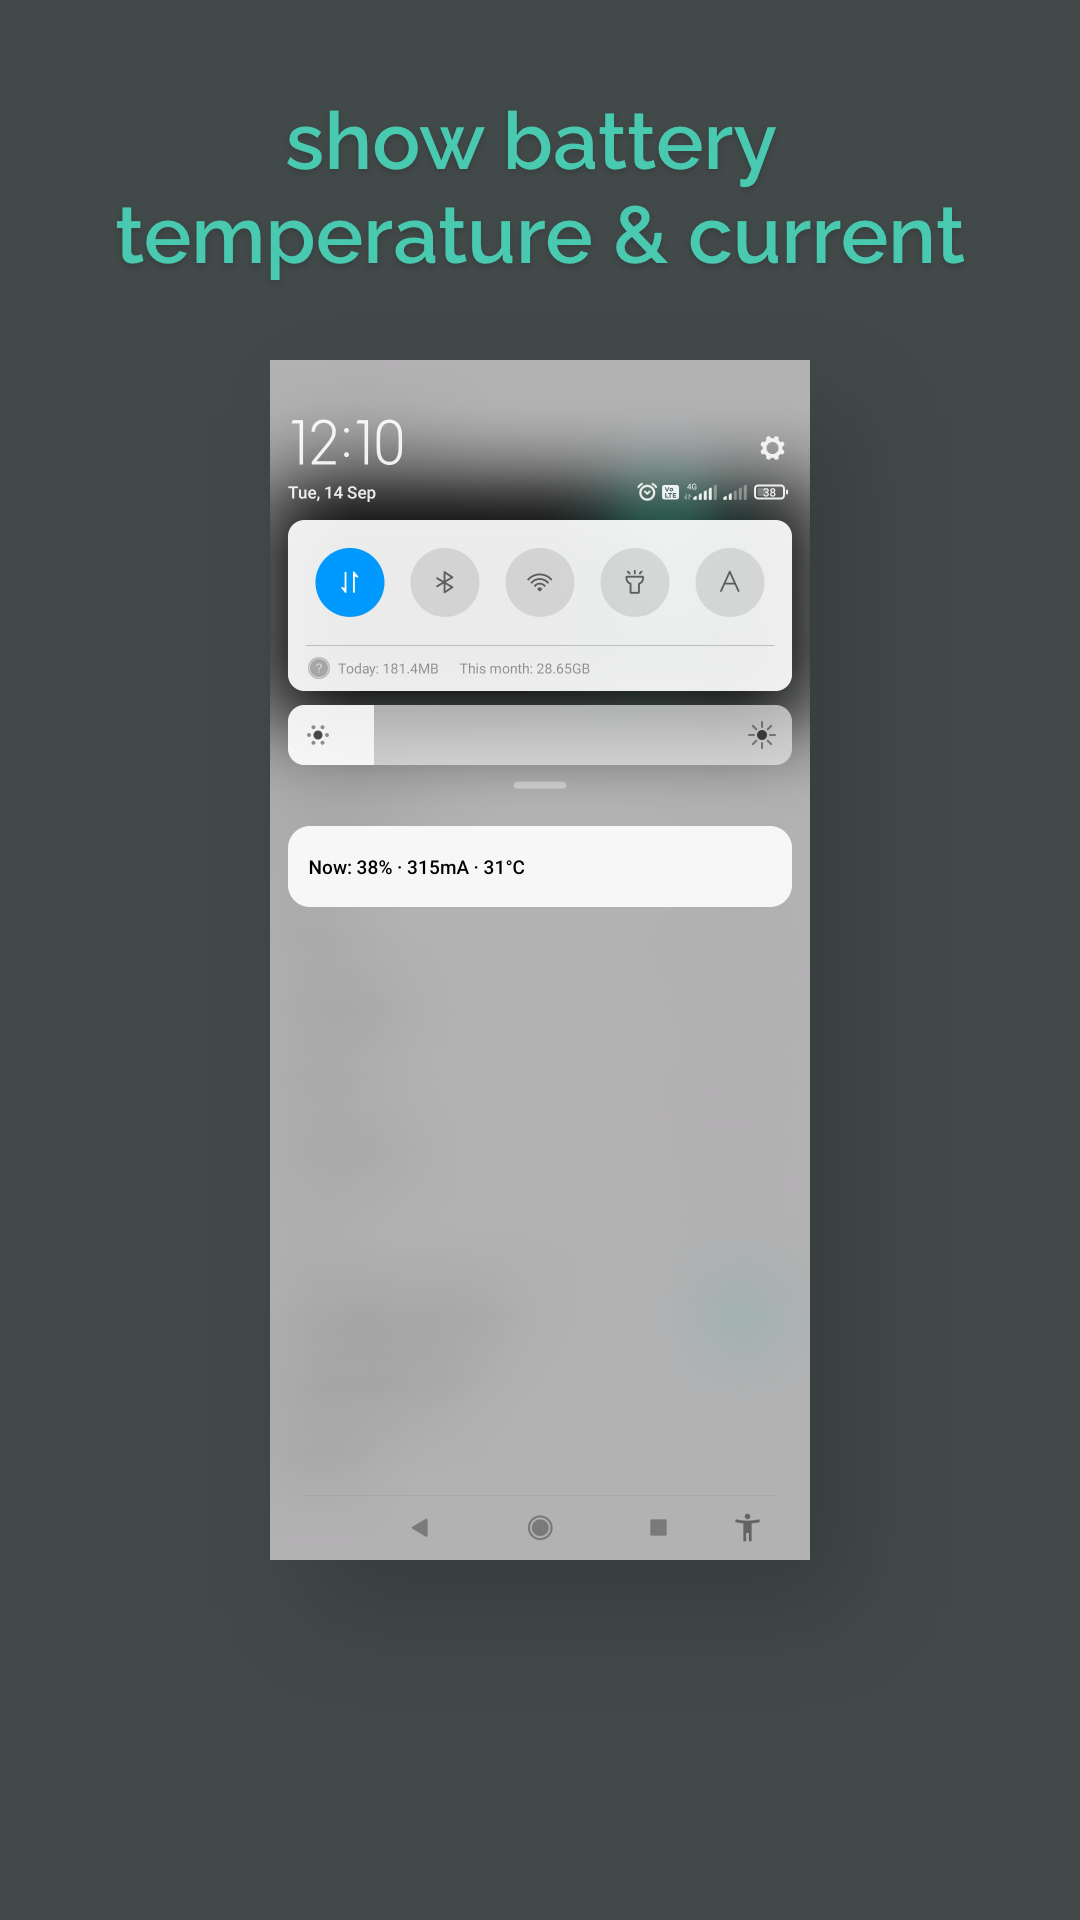 show battery
temperature & current
12:10
Tue, 14 Sep
Vo LTE 4G 38
A
Today: 181.4MB This month: 28.65GB
Now: 38% · 315mA · 31°C